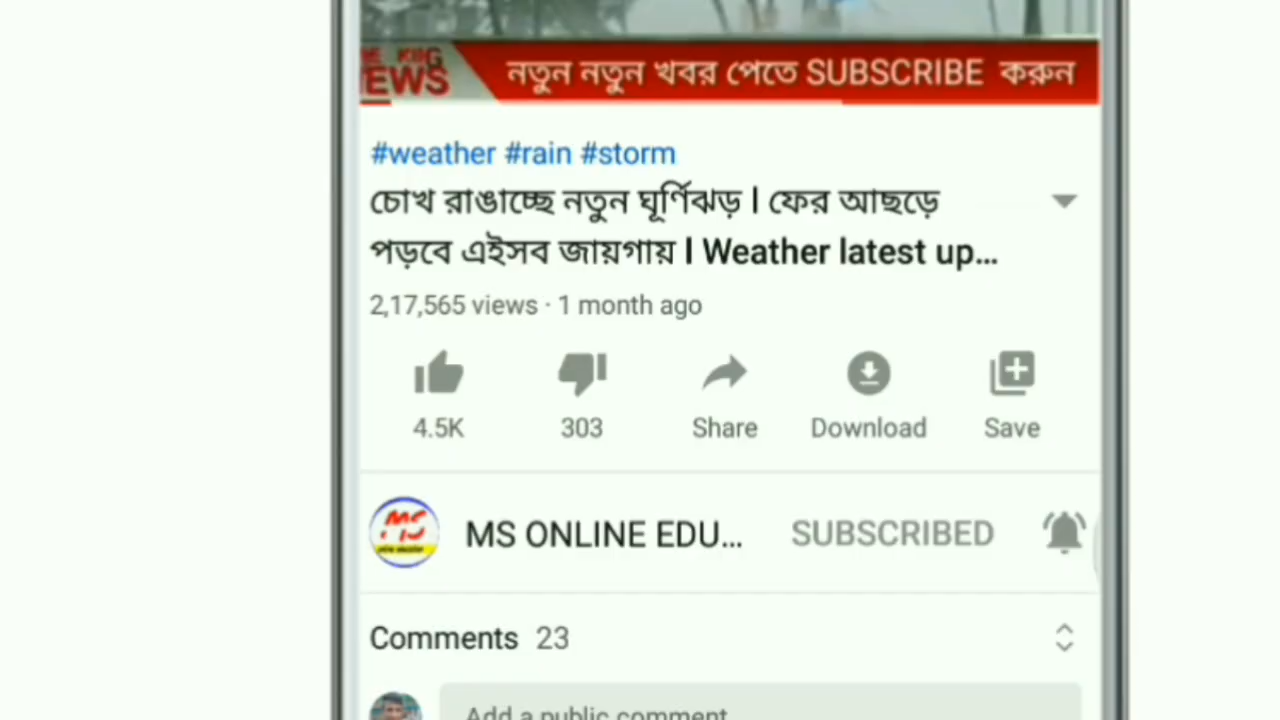 EWS
নতুন নতুন খবর পেতে SUBSCRIBE করুন
#weather #rain #storm
চোখ রাঙাচ্ছে নতুন ঘূর্ণিঝড় l ফের আছড়ে
পড়বে এইসব জায়গায় l Weather latest up...
2,17,565 views · 1 month ago
4.5K 303 Share Download Save
MS
MS ONLINE EDU... SUBSCRIBED
Comments 23
Add a public comment